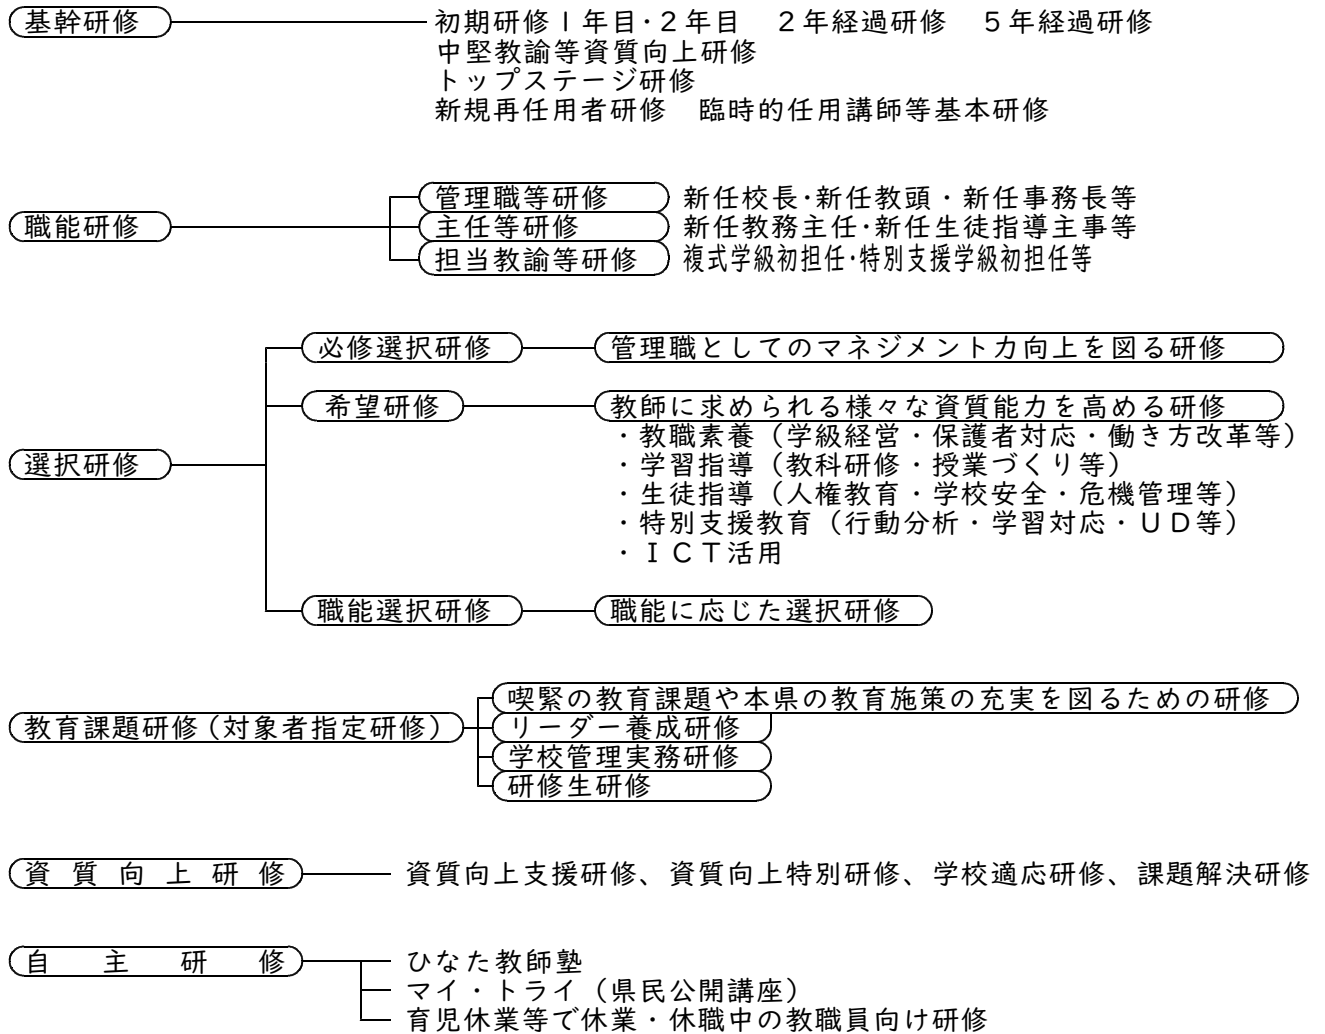 基幹研修 初期研修１年目・２年目 ２年経過研修 ５年経過研修
中堅教諭等資質向上研修
トップステージ研修
新規再任用者研修 臨時的任用講師等基本研修
管理職等研修 新任校長・新任教頭・新任事務長等
職能研修 主任等研修 新任教務主任・新任生徒指導主事等
担当教諭等研修 複式学級初担任・特別支援学級初担任等
必修選択研修 管理職としてのマネジメント力向上を図る研修
希望研修 教師に求められる様々な資質能力を高める研修
・教職素養（学級経営・保護者対応・働き方改革等）
選択研修 ・学習指導（教科研修・授業づくり等）
・生徒指導（人権教育・学校安全・危機管理等）
・特別支援教育（行動分析・学習対応・ＵＤ等）
・ＩＣＴ活用
職能選択研修 職能に応じた選択研修
喫緊の教育課題や本県の教育施策の充実を図るための研修
教育課題研修（対象者指定研修） リーダー養成研修
学校管理実務研修
研修生研修
資質向上研修 資質向上支援研修、資質向上特別研修、学校適応研修、課題解決研修
自主研修 ひなた教師塾
マイ・トライ（県民公開講座）
育児休業等で休業・休職中の教職員向け研修